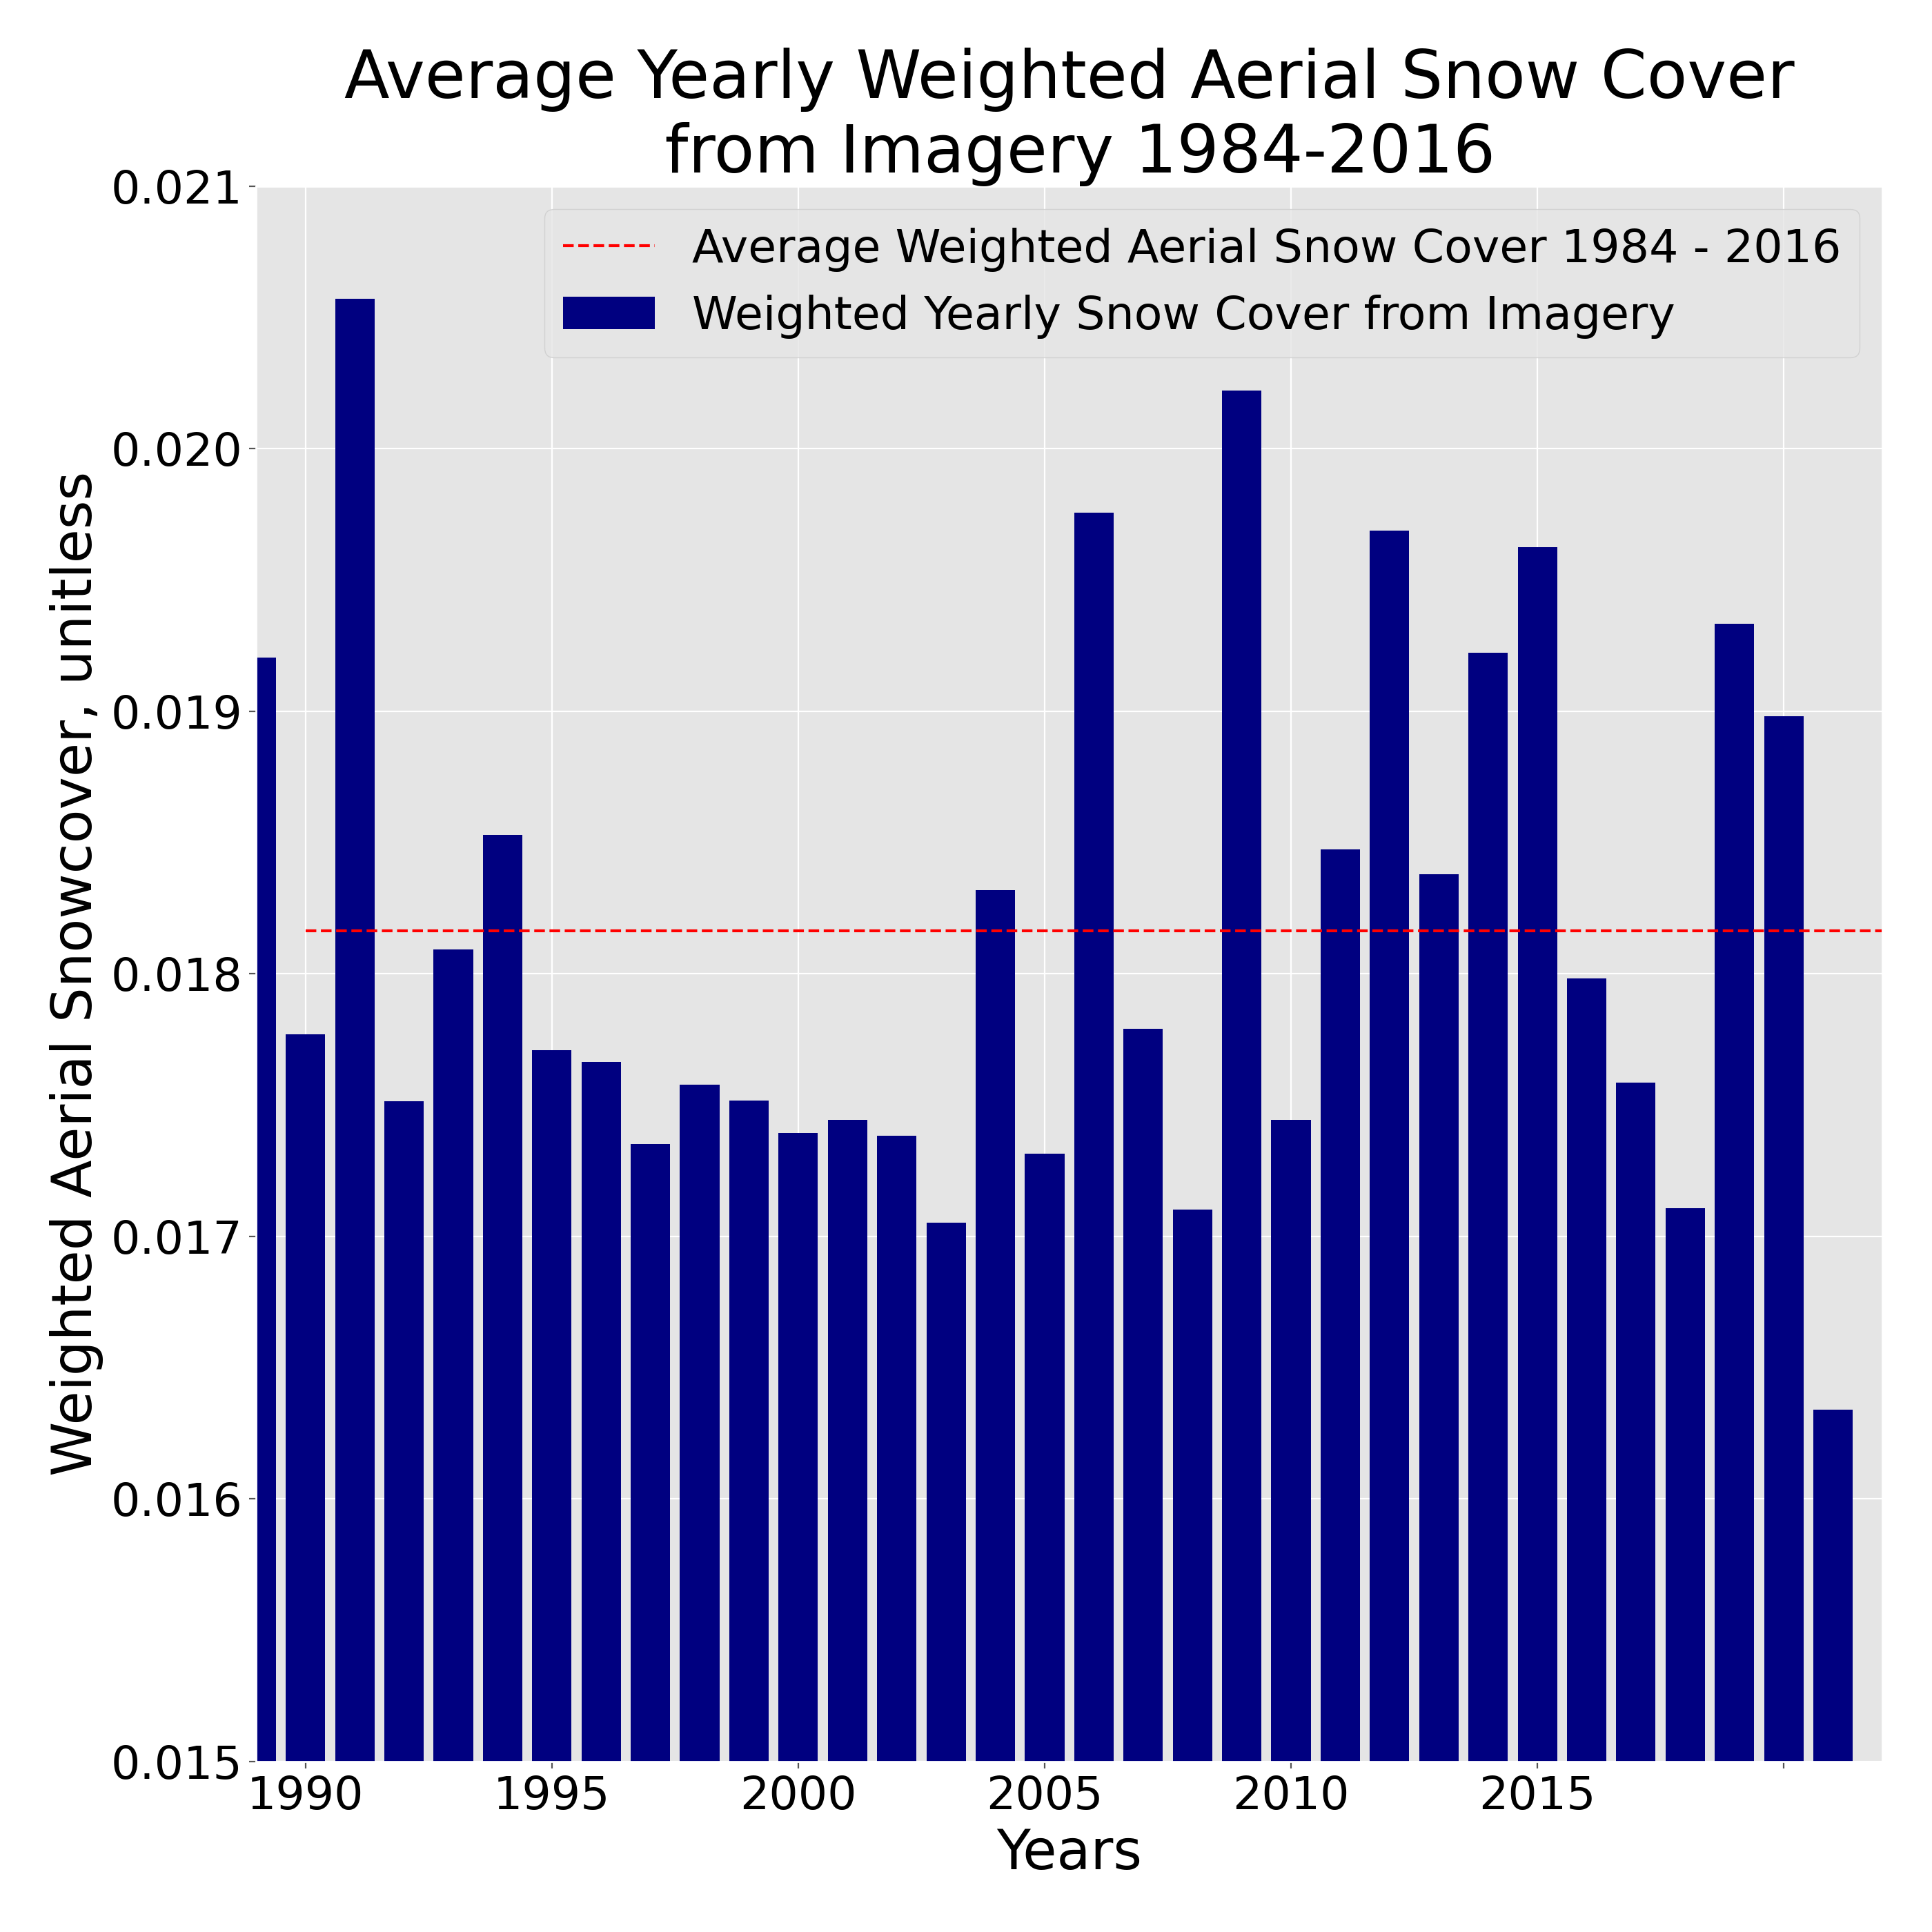 Average Yearly Weighted Aerial Snow Cover
from Imagery 1984-2016
Average Weighted Aerial Snow Cover 1984 - 2016
Weighted Yearly Snow Cover from Imagery
Weighted Aerial Snowcover, unitless
0.021
0.020
0.019
0.018
0.017
0.016
0.015
1990 1995 2000 2005 2010 2015
Years